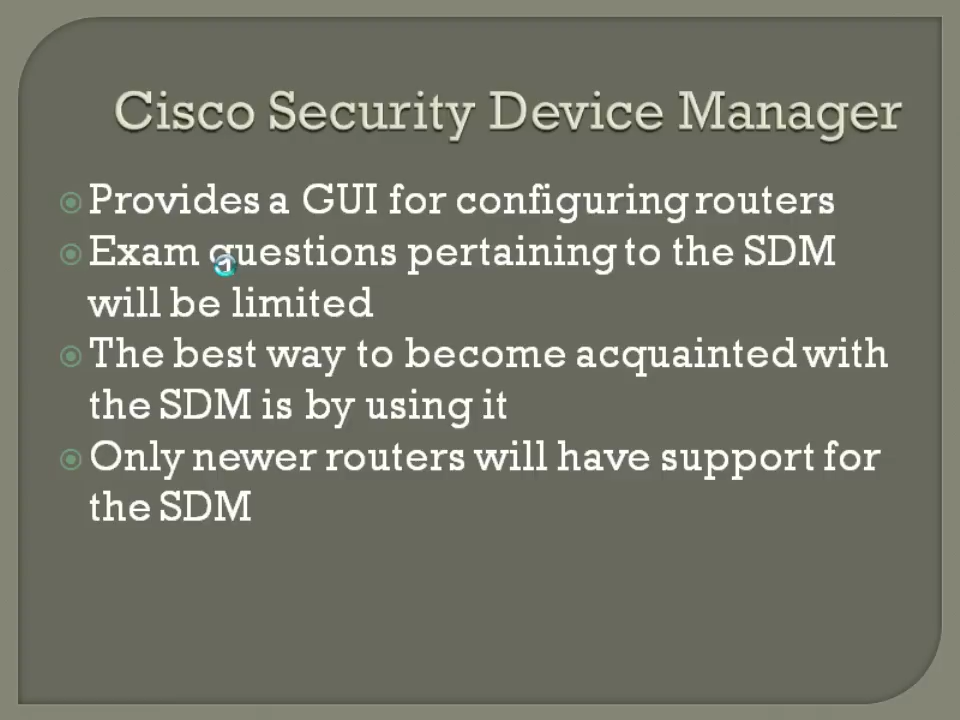 Cisco Security Device Manager
Provides a GUI for configuring routers
Exam questions pertaining to the SDM
will be limited
The best way to become acquainted with
the SDM is by using it
Only newer routers will have support for
the SDM